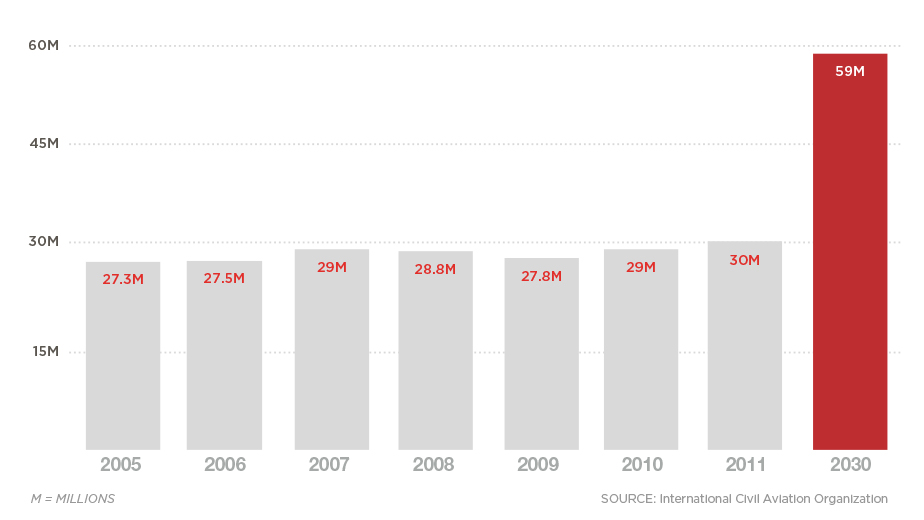 60M
59M
45M
30M
27.3M
27.5M
29M
28.8M
27.8M
29M
30M
15M
2005 2006 2007 2008 2009 2010 2011 2030
M = MILLIONS
SOURCE: International Civil Aviation Organization